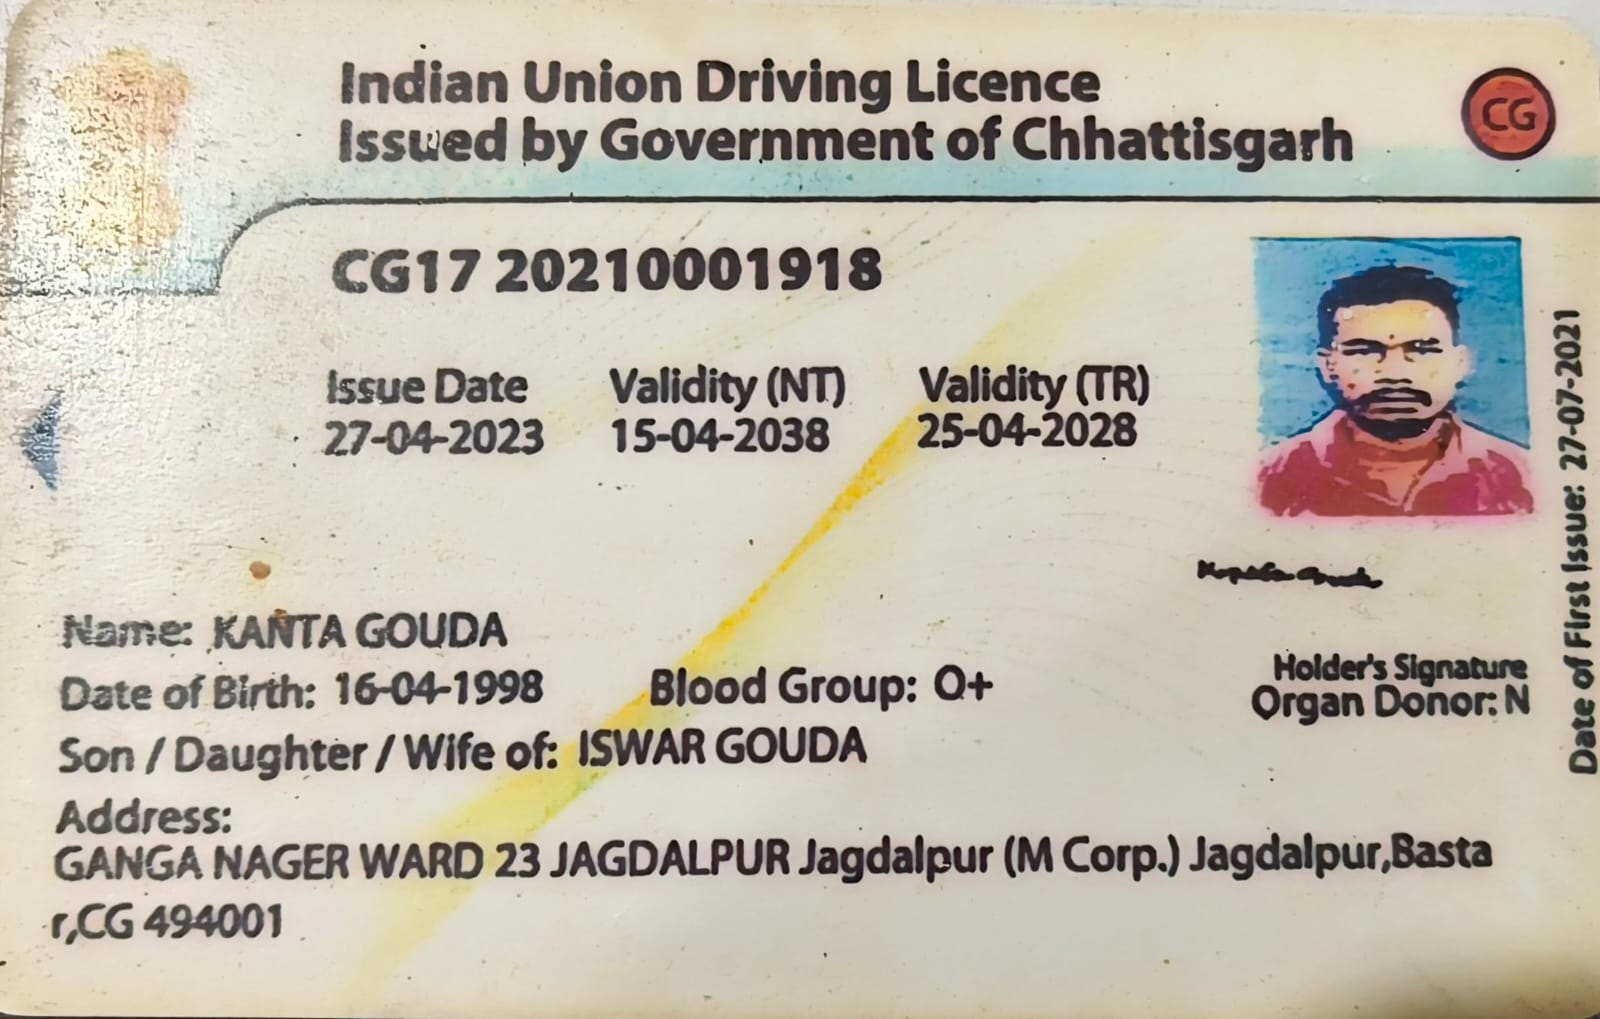 Indian Union Driving Licence
Issued by Government of Chhattisgarh
CG
CG17 20210001918
Issue Date Validity (NT) Validity (TR)
27-04-2023 15-04-2038 25-04-2028
Date of First Issue: 27-07-2021
Name: KANTA GOUDA
Date of Birth: 16-04-1998 Blood Group: O+
Holder's Signature
Organ Donor: N
Son / Daughter / Wife of: ISWAR GOUDA
Address:
GANGA NAGER WARD 23 JAGDALPUR Jagdalpur (M Corp.) Jagdalpur,Basta
r,CG 494001